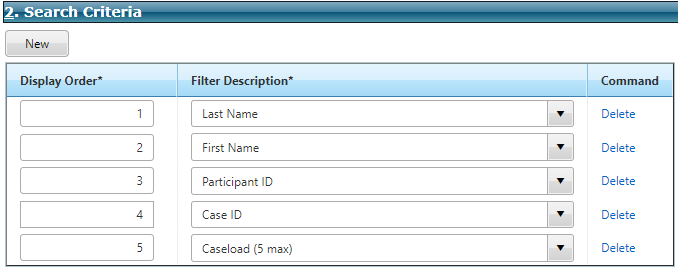 2. Search Criteria
New
Display Order* Filter Description* Command
1 Last Name Delete
2 First Name Delete
3 Participant ID Delete
4 Case ID Delete
5 Caseload (5 max) Delete